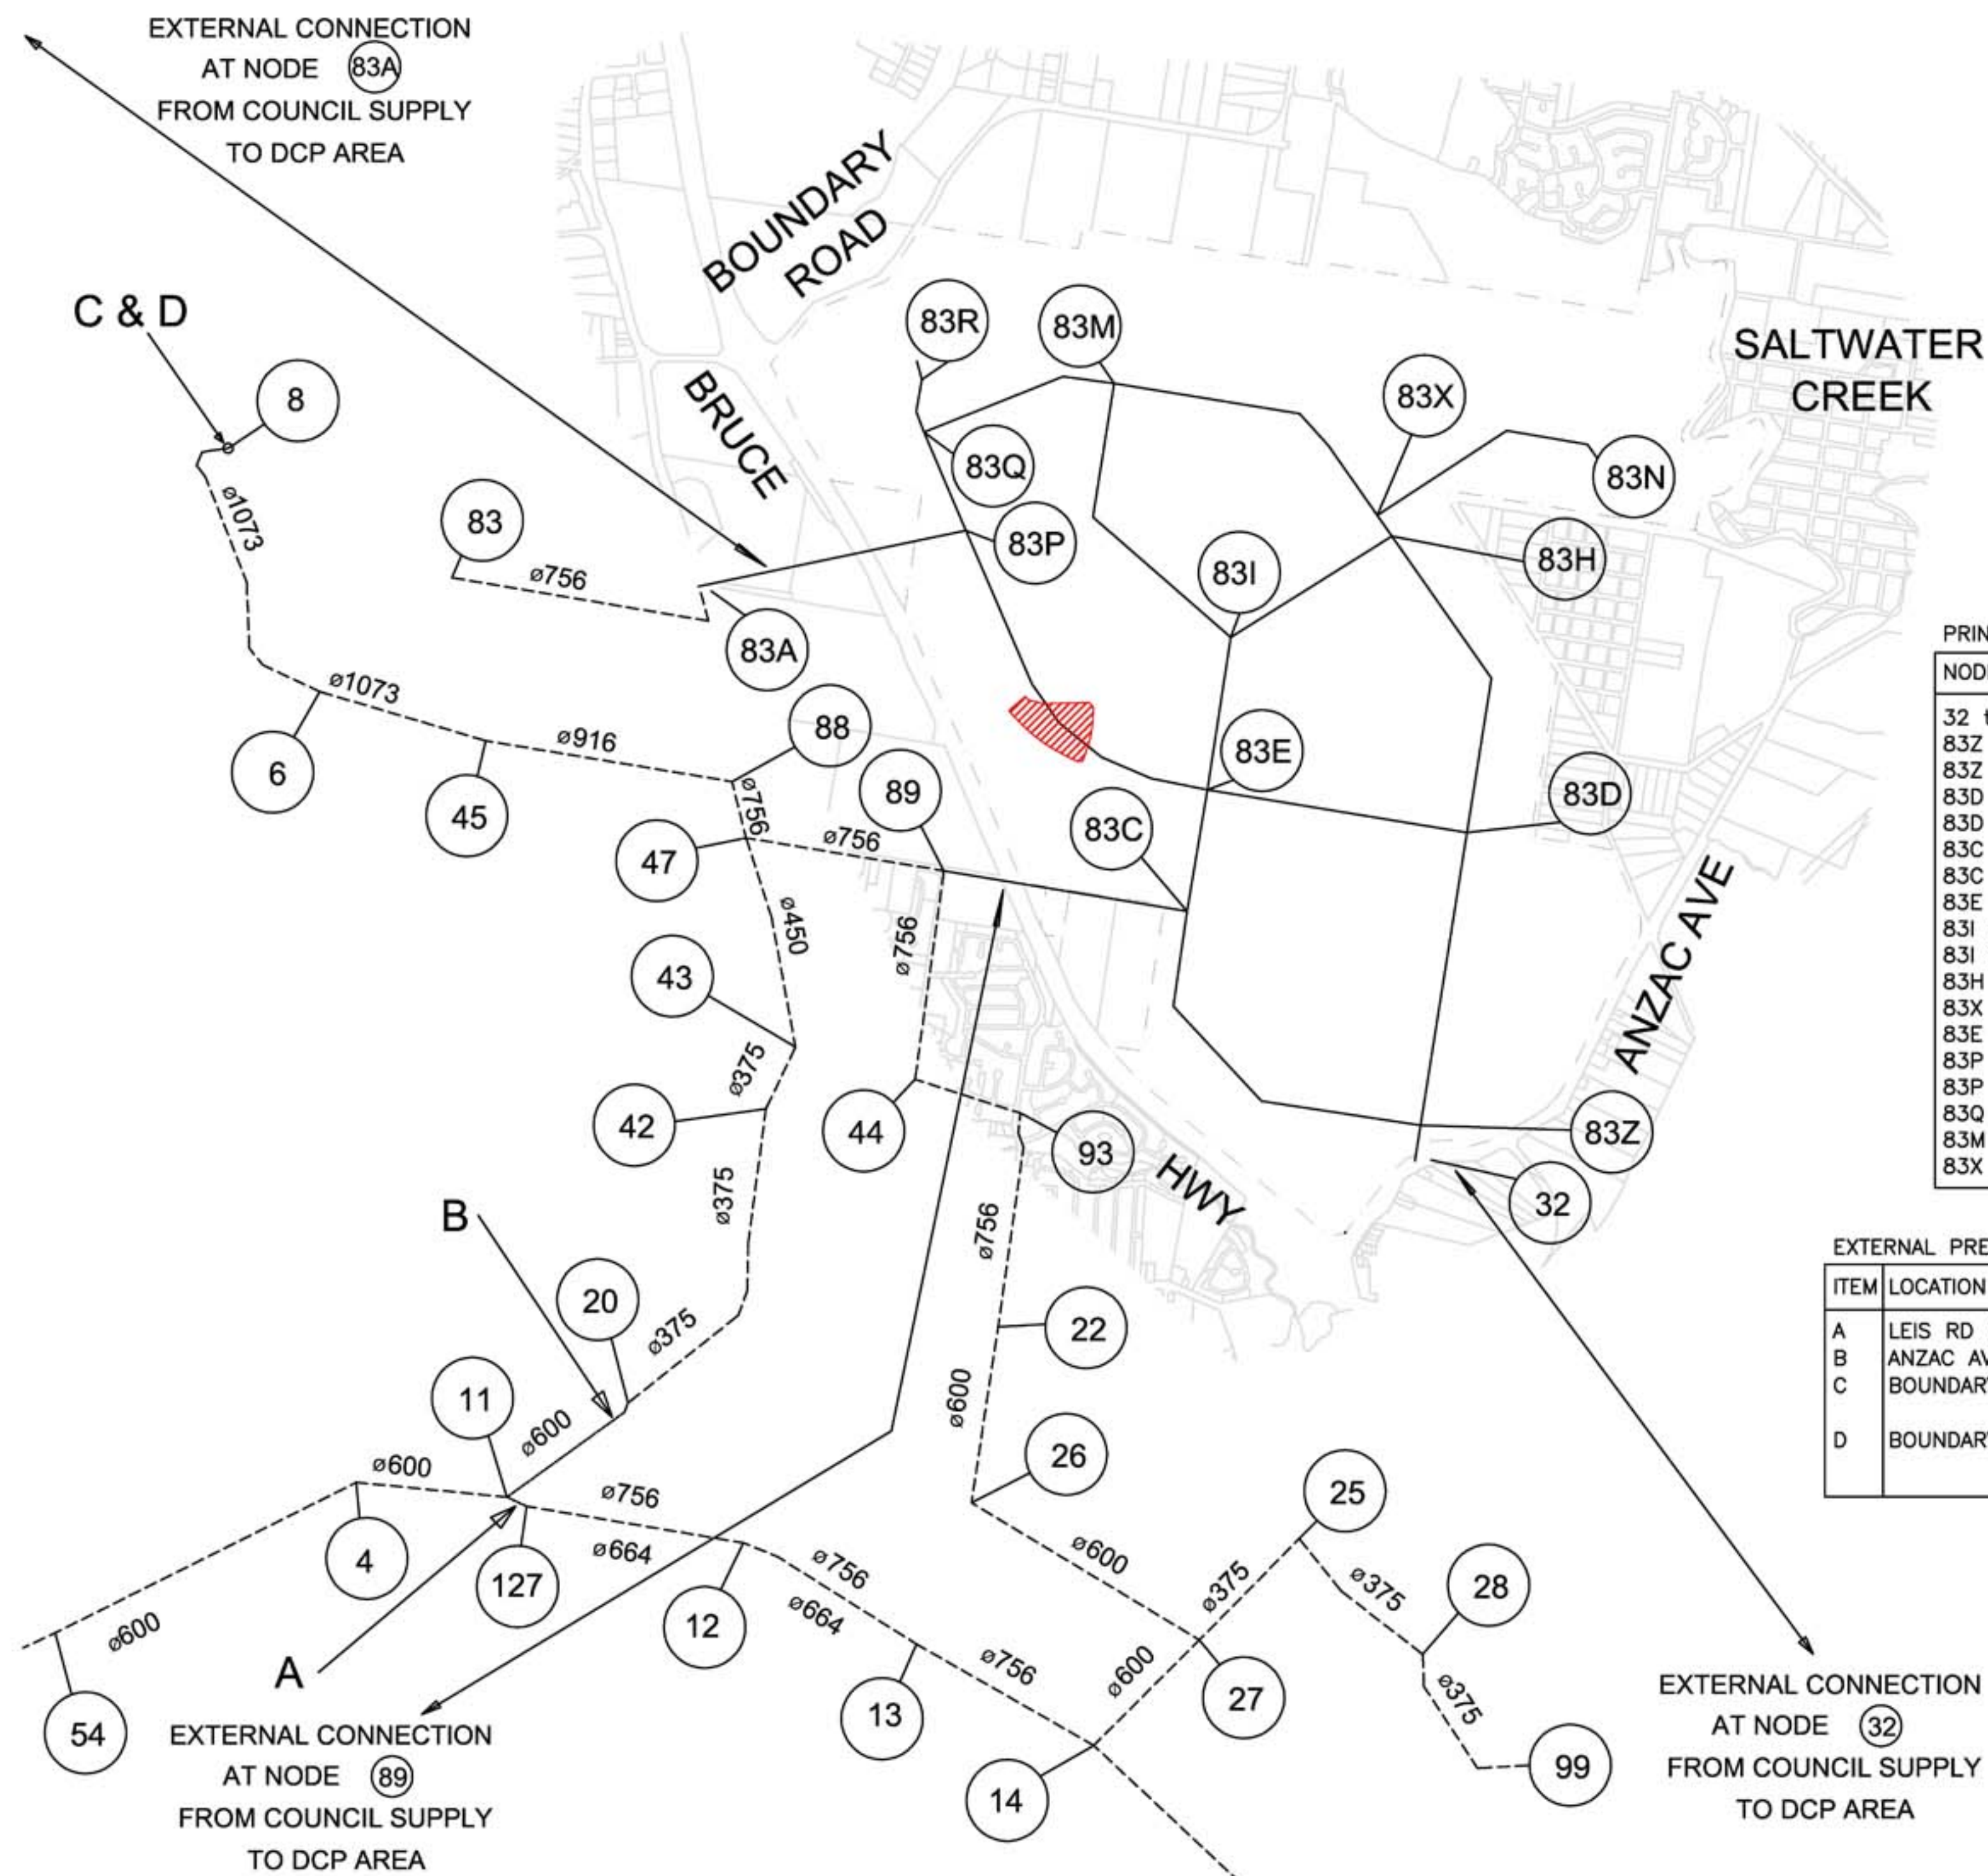 EXTERNAL CONNECTION
AT NODE 83A
FROM COUNCIL SUPPLY
TO DCP AREA
BOUNDARY
ROAD
BRUCE
HWY
SALTWATER
CREEK
ANZAC AVE
C & D
8
ø1073
83
ø756
83A
83R
83M
83X
83Q
83N
83P
83I
83H
ø1073
6
45
ø916
88
ø756
89
83E
83C
83D
47
ø756
ø450
ø756
43
ø375
42
44
93
83Z
32
ø375
B
20
ø375
ø756
22
11
ø600
ø600
26
ø600
ø756
ø664
4
127
12
ø756
ø664
ø600
25
ø375
ø375
28
ø600
54
A
13
ø756
ø600
27
ø375
14
99
EXTERNAL CONNECTION
AT NODE 89
FROM COUNCIL SUPPLY
TO DCP AREA
EXTERNAL CONNECTION
AT NODE 32
FROM COUNCIL SUPPLY
TO DCP AREA
PRIN
NOD
32 t
83Z
83Z
83D
83D
83C
83C
83E
83I
83I
83H
83X
83E
83P
83P
83Q
83M
83X
EXTERNAL PRE
ITEM LOCATION
A LEIS RD
B ANZAC AV
C BOUNDAR
D BOUNDAR